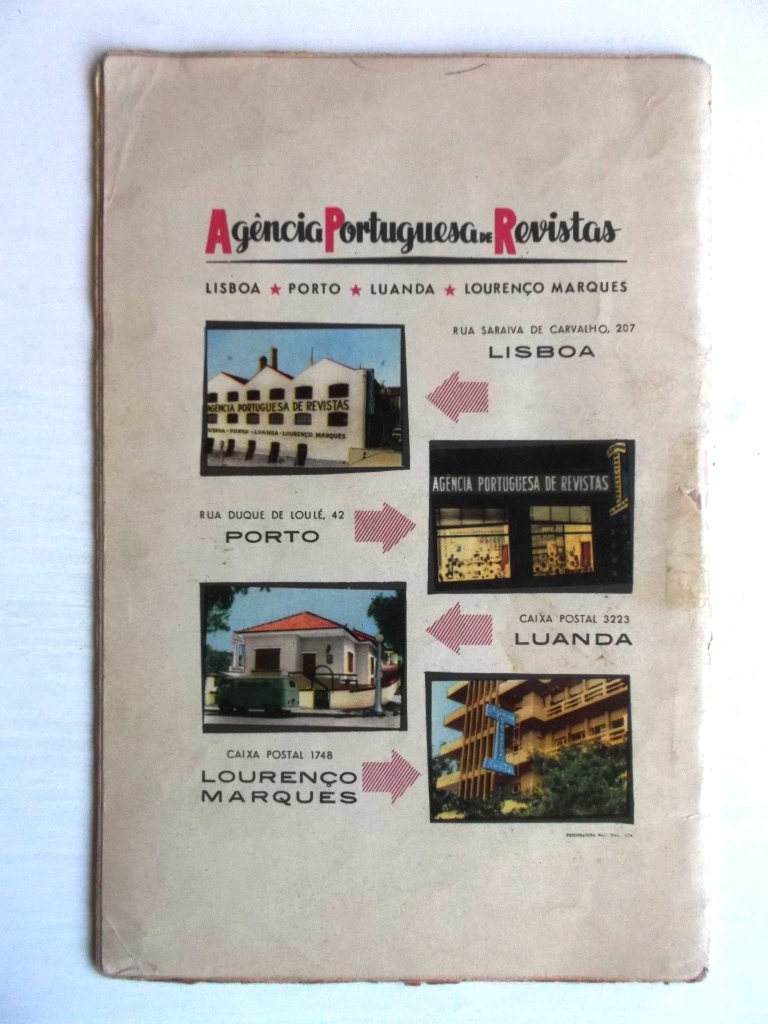 Agência Portuguesa DE Revistas
LISBOA ★ PORTO ★ LUANDA ★ LOURENÇO MARQUES
RUA SARAIVA DE CARVALHO, 207
LISBOA
AGÊNCIA PORTUGUESA DE REVISTAS
LISBOA - PORTO - LUANDA - LOURENÇO MARQUES
AGÊNCIA PORTUGUESA DE REVISTAS
RUA DUQUE DE LOULÉ, 42
PORTO
CAIXA POSTAL 3223
LUANDA
CAIXA POSTAL 1748
LOURENÇO
MARQUES